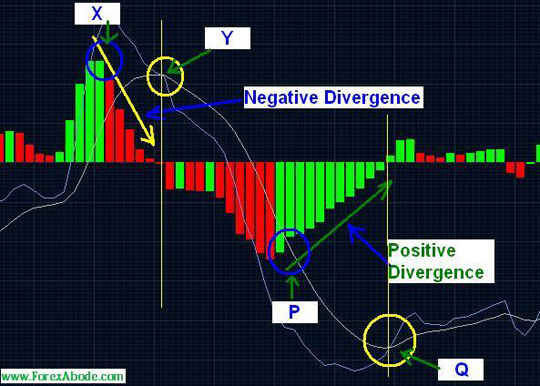 X
Y
Negative Divergence
Positive
Divergence
P
Q
www.ForexAbode.com